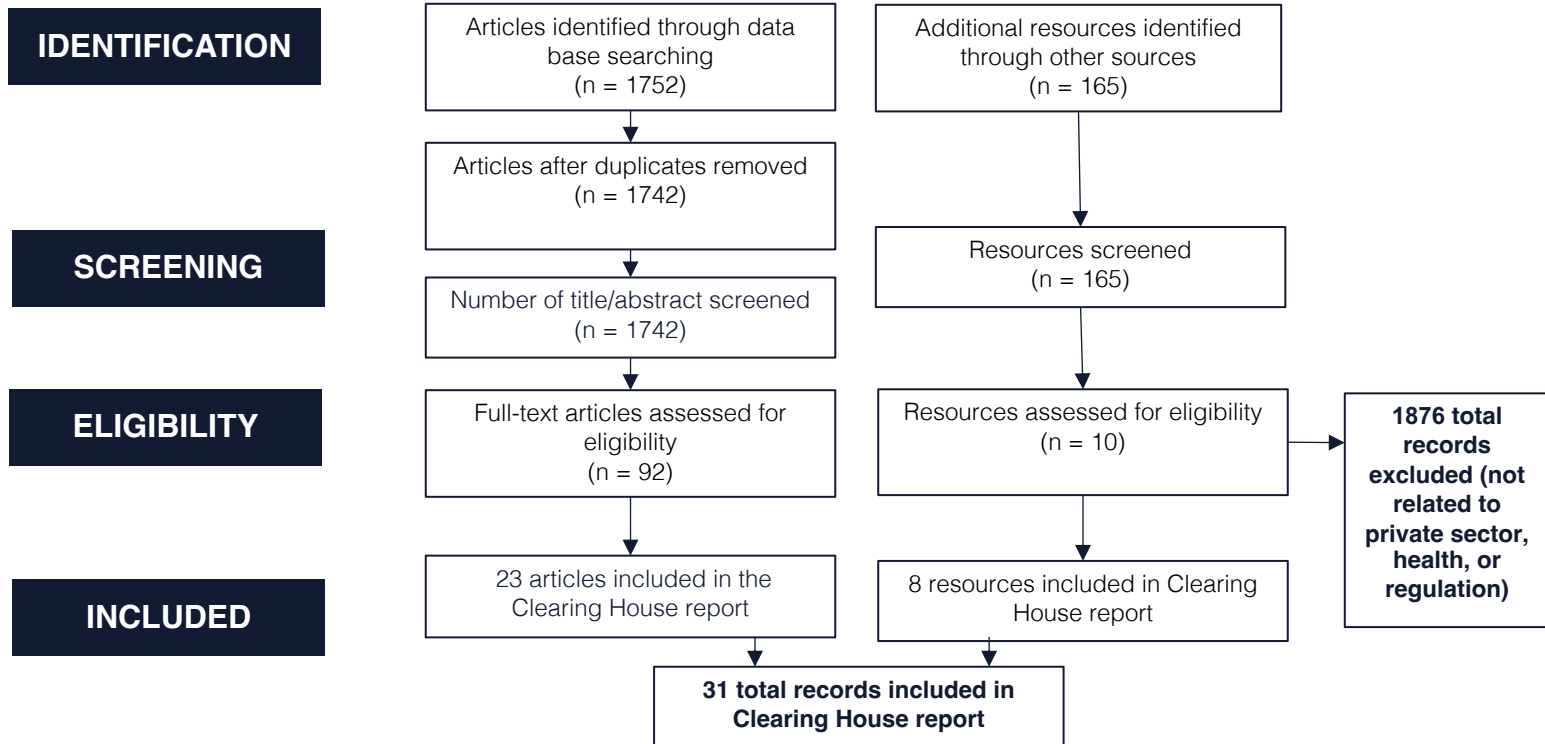 IDENTIFICATION
Articles identified through data
base searching
(n = 1752)
Additional resources identified
through other sources
(n = 165)
Articles after duplicates removed
(n = 1742)
SCREENING
Resources screened
(n = 165)
Number of title/abstract screened
(n = 1742)
ELIGIBILITY
Full-text articles assessed for
eligibility
(n = 92)
Resources assessed for eligibility
(n = 10)
1876 total
records
excluded (not
related to
private sector,
health, or
regulation)
INCLUDED
23 articles included in the
Clearing House report
8 resources included in Clearing
House report
31 total records included in
Clearing House report